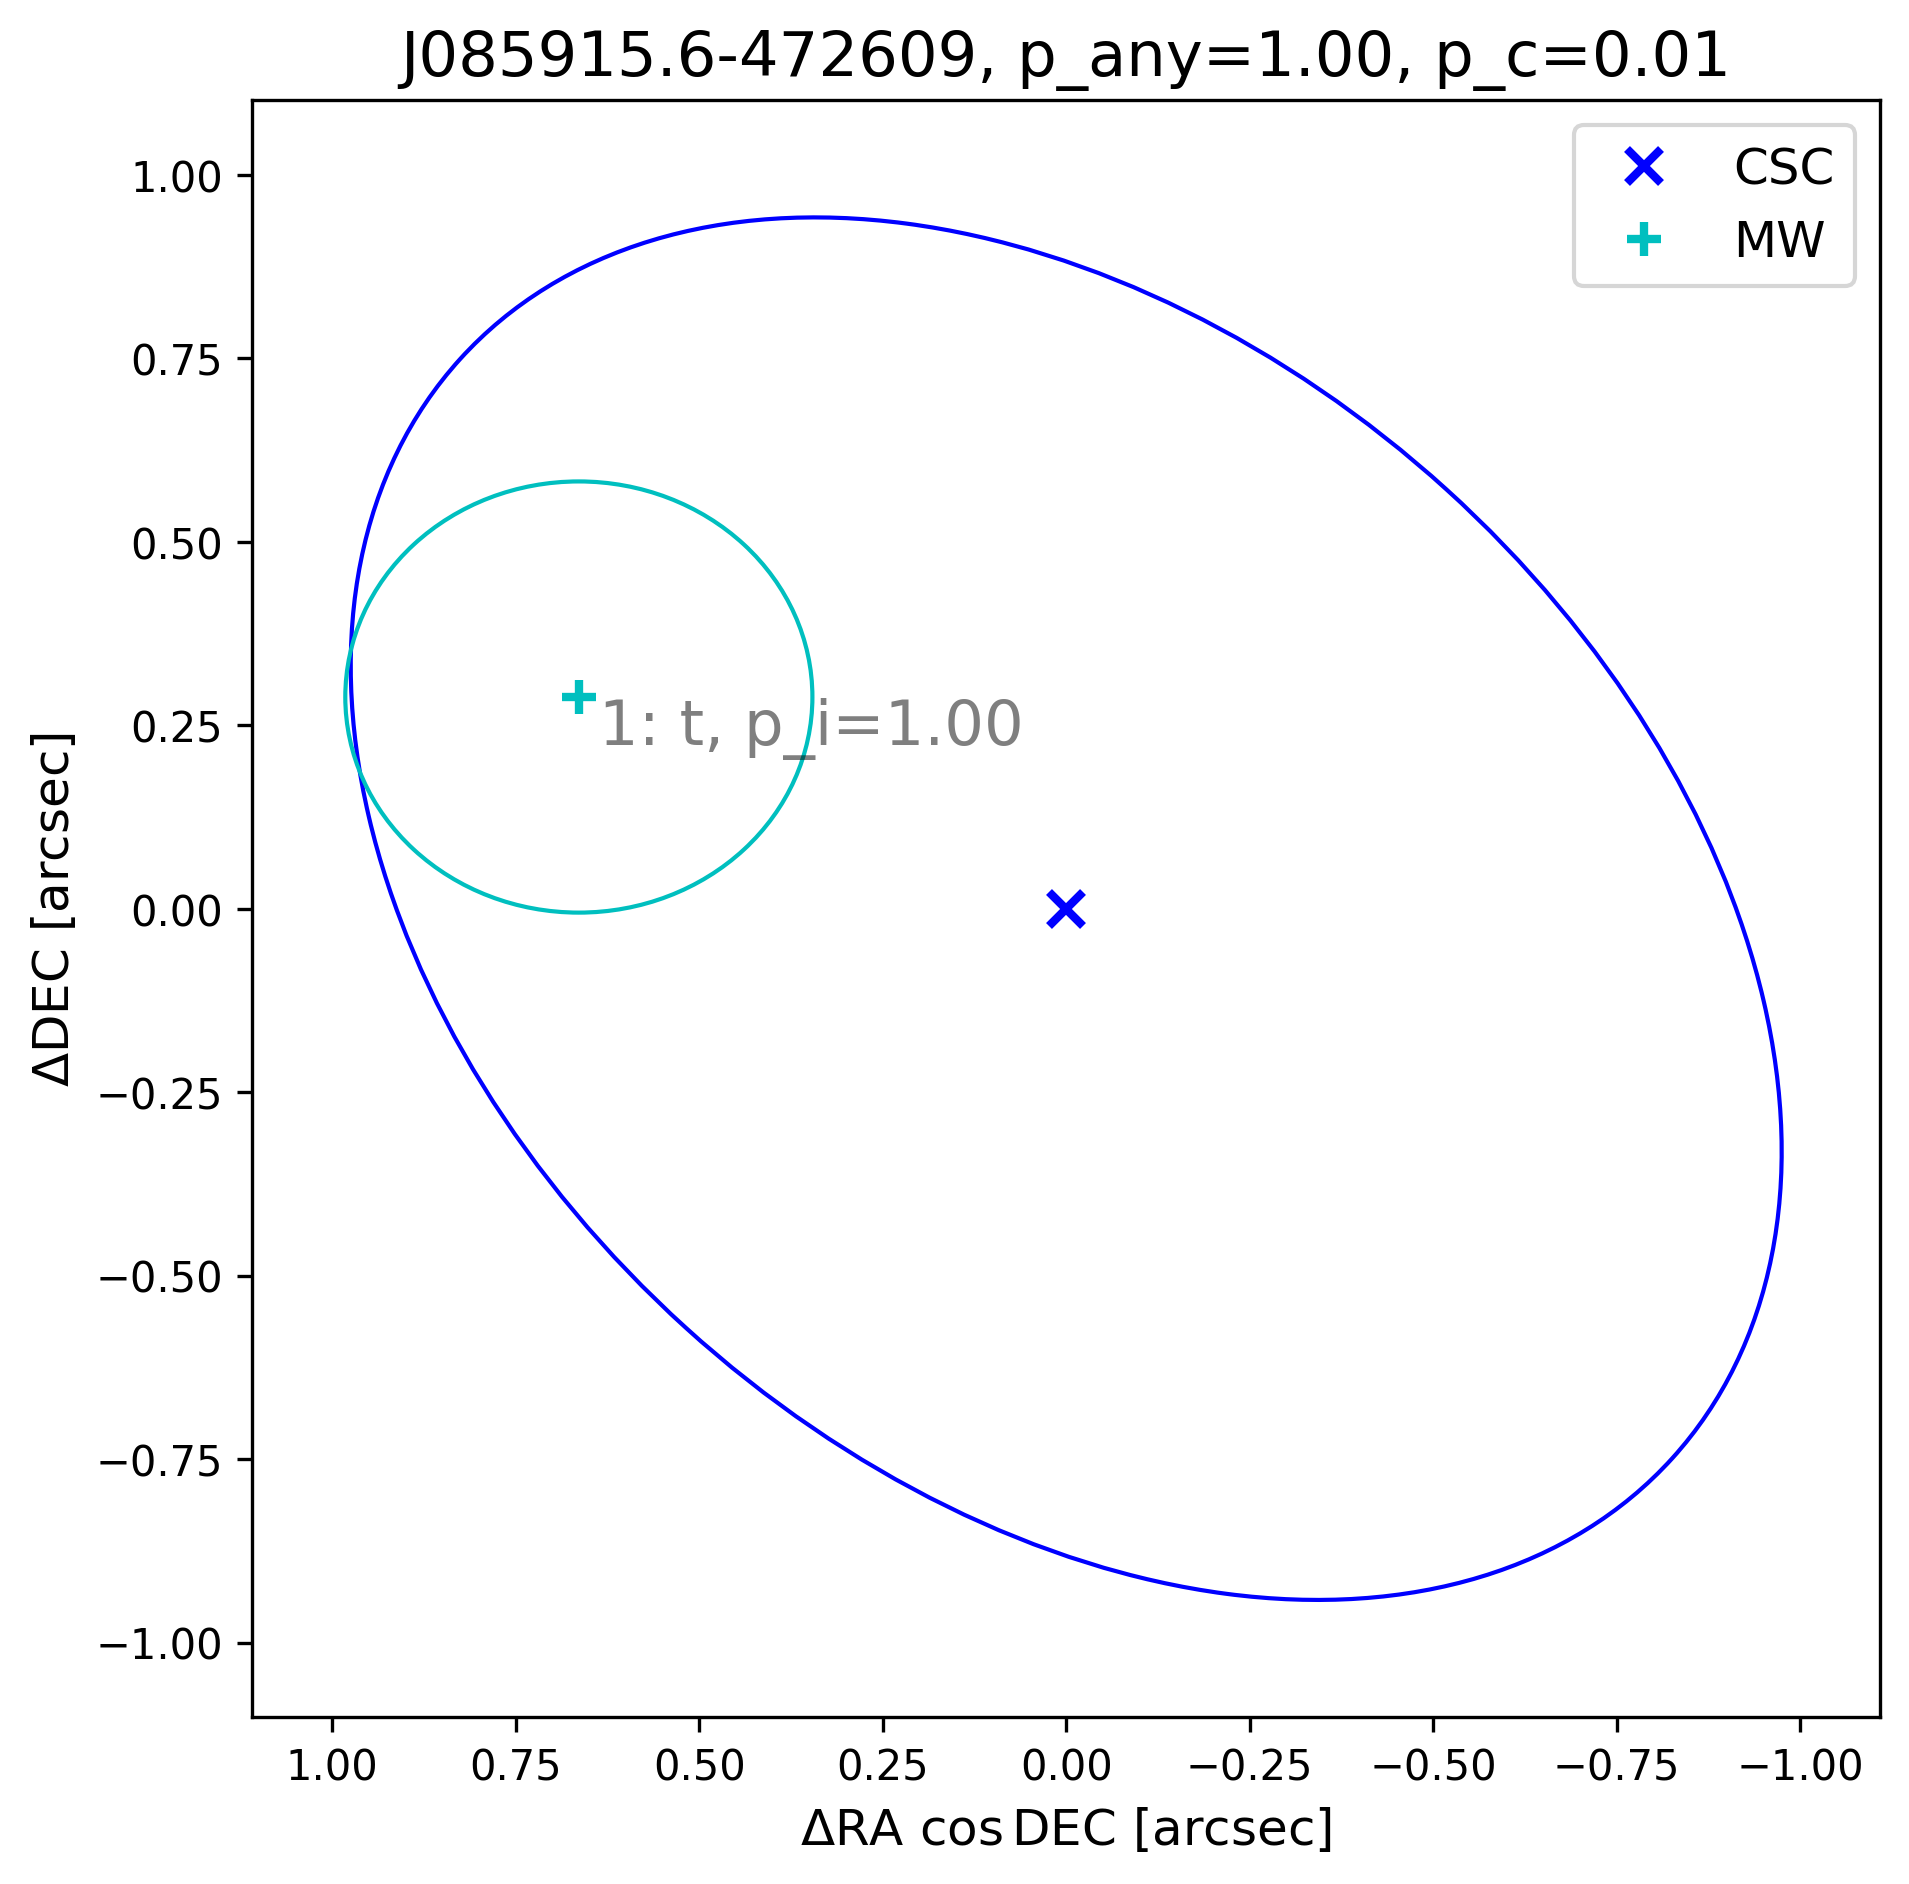 J085915.6-472609, p_any=1.00, p_c=0.01
CSC
MW
1: t, p_i=1.00
ΔDEC [arcsec]
1.00
0.75
0.50
0.25
0.00
−0.25
−0.50
−0.75
−1.00
1.00 0.75 0.50 0.25 0.00 −0.25 −0.50 −0.75 −1.00
ΔRA cos DEC [arcsec]